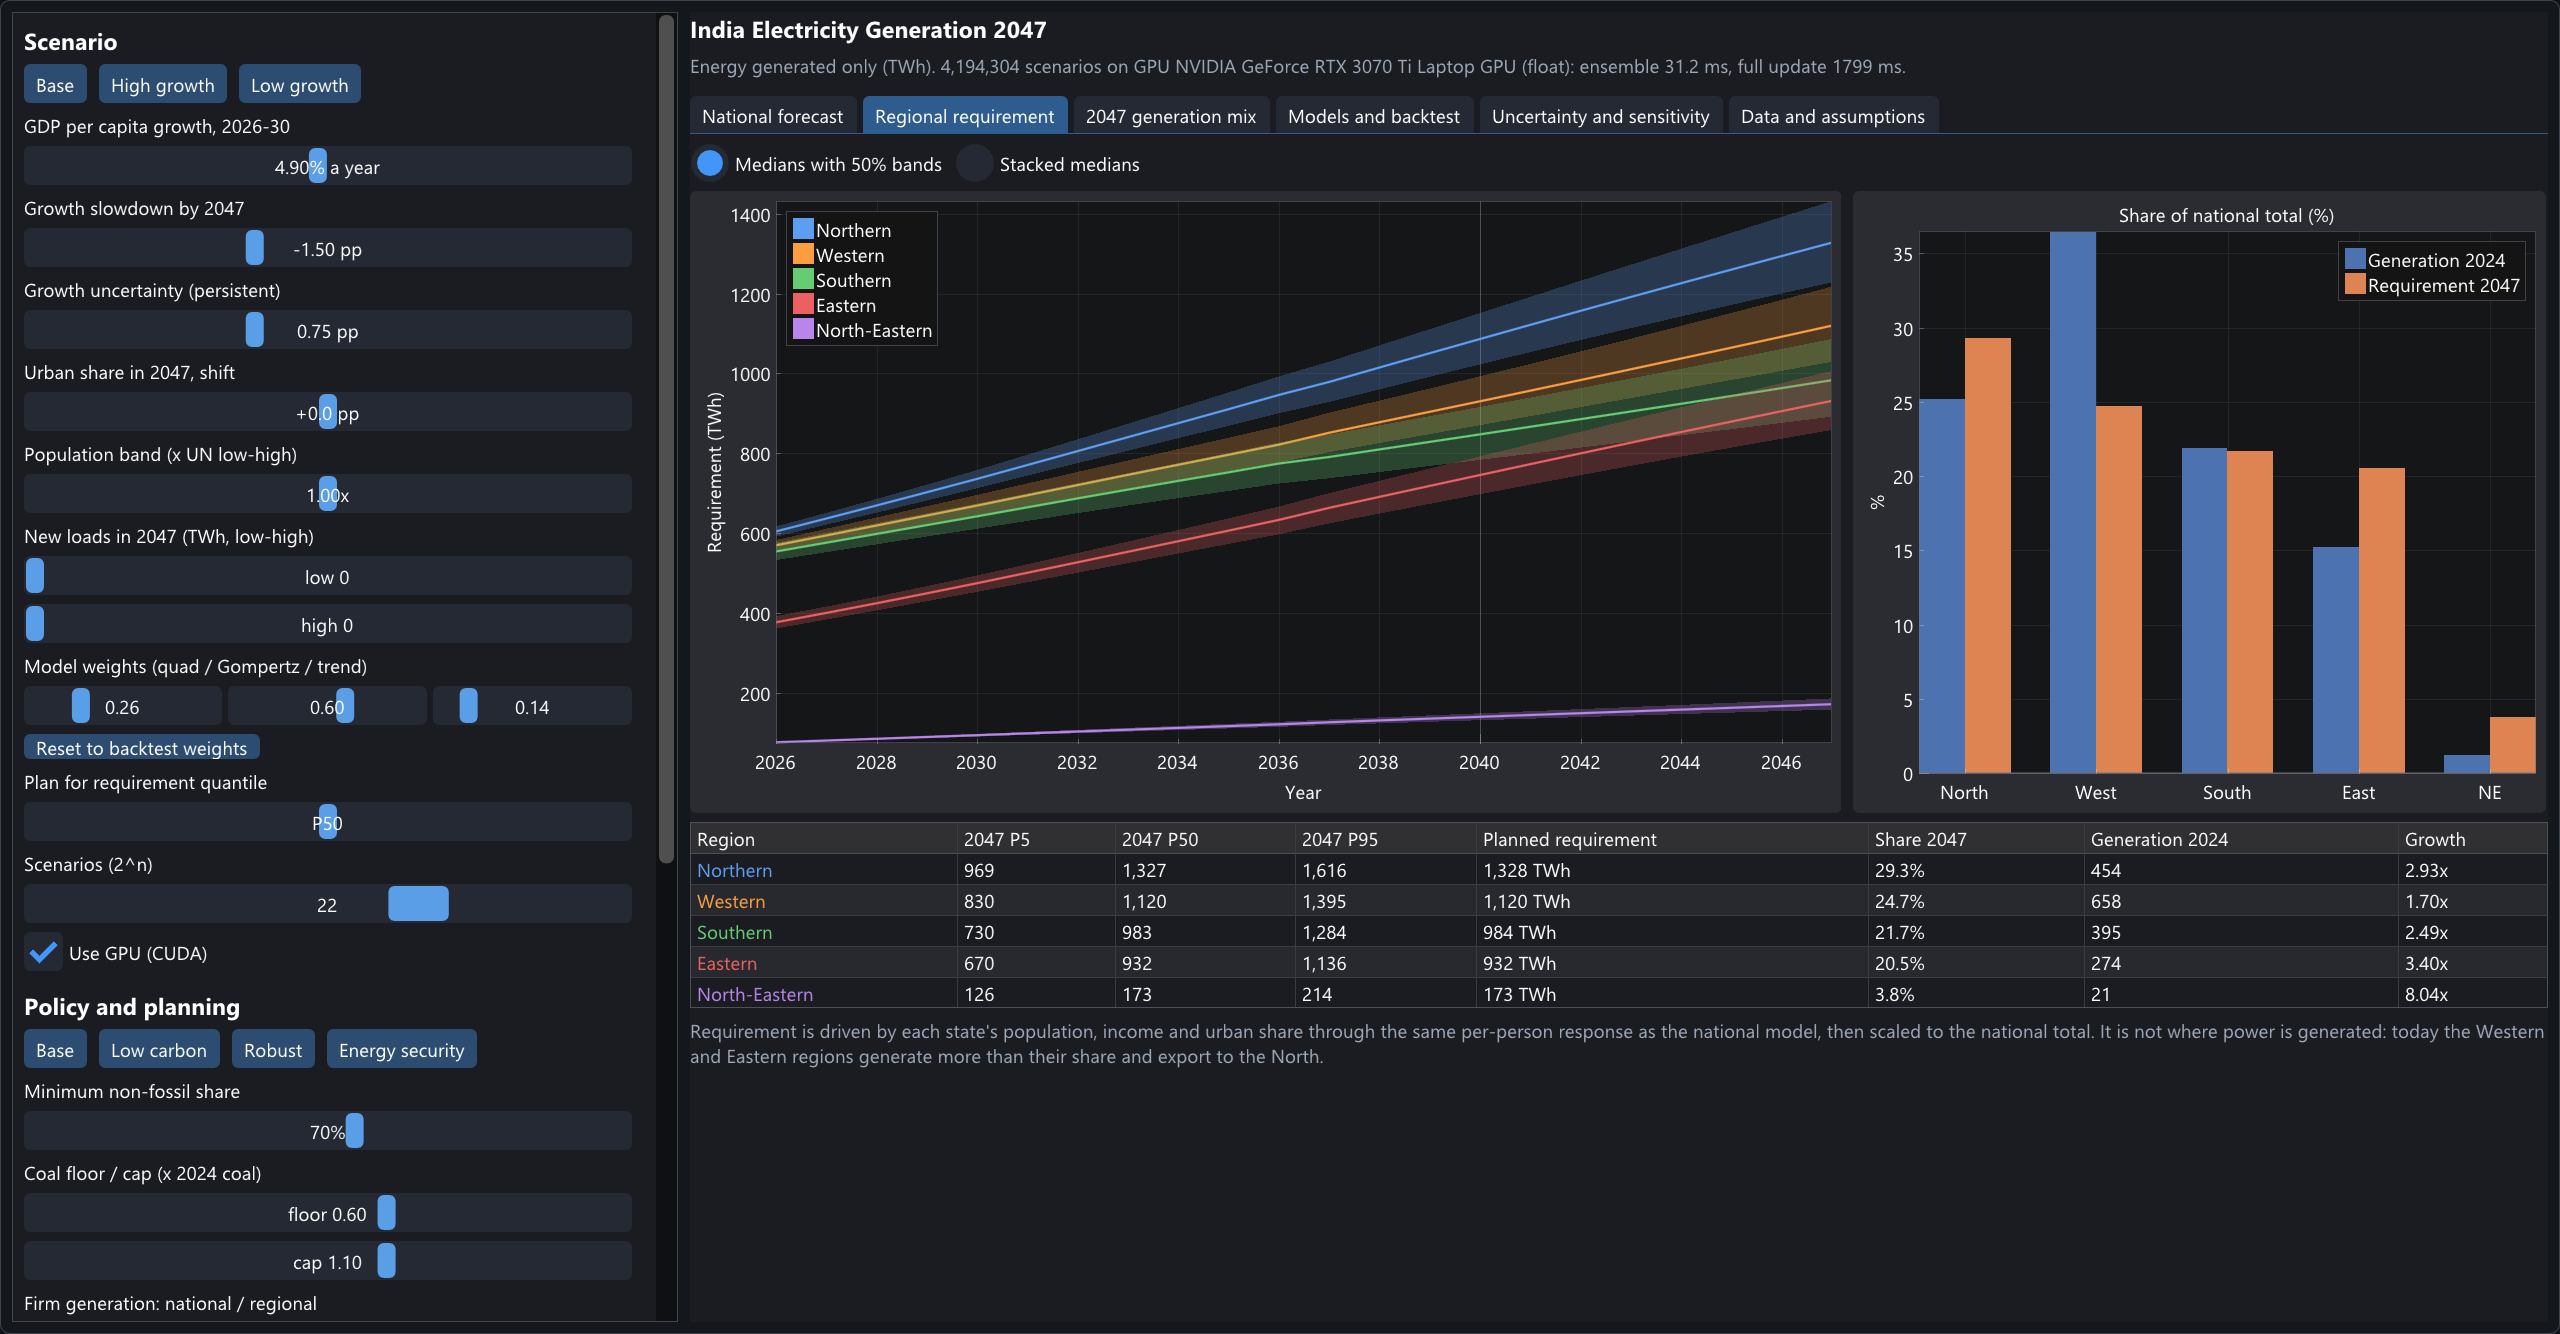 Scenario
Base High growth Low growth
GDP per capita growth, 2026-30
4.90% a year
Growth slowdown by 2047
-1.50 pp
Growth uncertainty (persistent)
0.75 pp
Urban share in 2047, shift
+0.0 pp
Population band (x UN low-high)
1.00x
New loads in 2047 (TWh, low-high)
low 0
high 0
Model weights (quad / Gompertz / trend)
0.26 0.60 0.14
Reset to backtest weights
Plan for requirement quantile
P50
Scenarios (2^n)
22
Use GPU (CUDA)
Policy and planning
Base Low carbon Robust Energy security
Minimum non-fossil share
70%
Coal floor / cap (x 2024 coal)
floor 0.60
cap 1.10
Firm generation: national / regional
India Electricity Generation 2047
Energy generated only (TWh). 4,194,304 scenarios on GPU NVIDIA GeForce RTX 3070 Ti Laptop GPU (float): ensemble 31.2 ms, full update 1799 ms.
National forecast Regional requirement 2047 generation mix Models and backtest Uncertainty and sensitivity Data and assumptions
Medians with 50% bands Stacked medians
Requirement (TWh)
1400
1200
1000
800
600
400
200
Northern
Western
Southern
Eastern
North-Eastern
2026 2028 2030 2032 2034 2036 2038 2040 2042 2044 2046
Year
Share of national total (%)
%
35
30
25
20
15
10
5
0
Generation 2024
Requirement 2047
North West South East NE
Region 2047 P5 2047 P50 2047 P95 Planned requirement Share 2047 Generation 2024 Growth
Northern 969 1,327 1,616 1,328 TWh 29.3% 454 2.93x
Western 830 1,120 1,395 1,120 TWh 24.7% 658 1.70x
Southern 730 983 1,284 984 TWh 21.7% 395 2.49x
Eastern 670 932 1,136 932 TWh 20.5% 274 3.40x
North-Eastern 126 173 214 173 TWh 3.8% 21 8.04x
Requirement is driven by each state's population, income and urban share through the same per-person response as the national model, then scaled to the national total. It is not where power is generated: today the Western
and Eastern regions generate more than their share and export to the North.